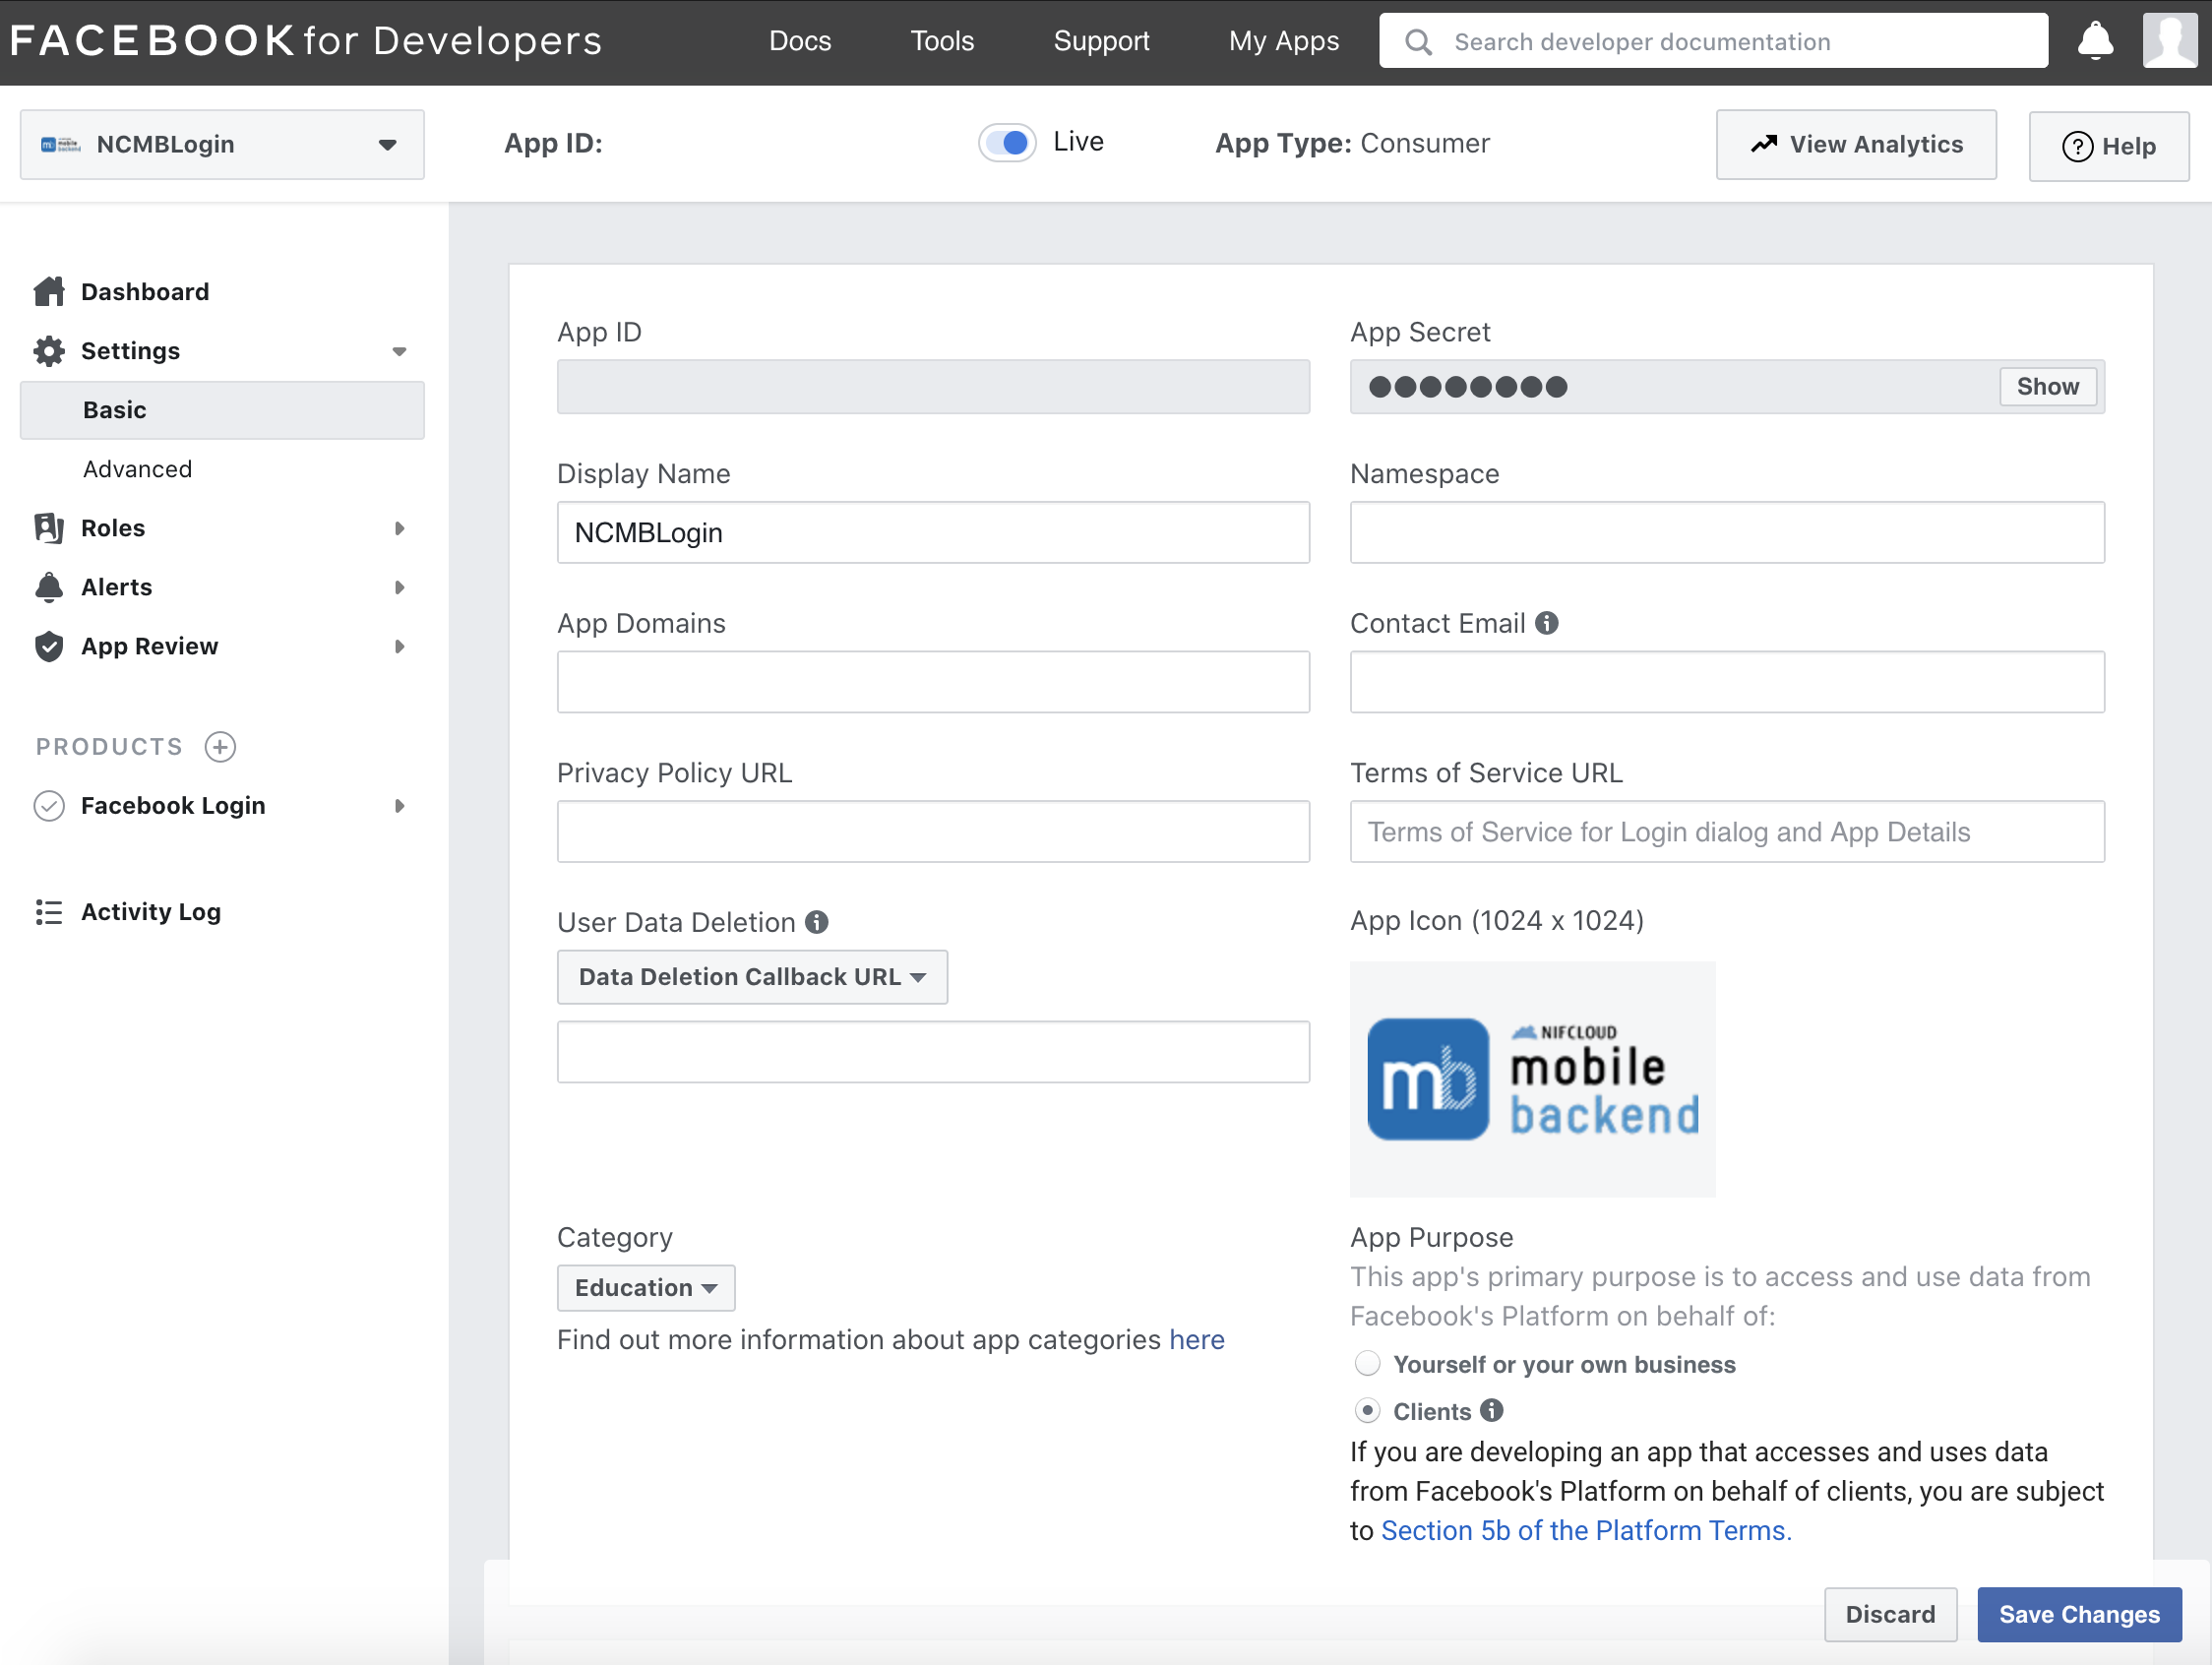 FACEBOOK for Developers
Docs
Tools
Support
My Apps
Search developer documentation
NCMBLogin
App ID:
Live
App Type: Consumer
View Analytics
Help
Dashboard
Settings
Basic
Advanced
Roles
Alerts
App Review
PRODUCTS
Facebook Login
Activity Log
App ID
App Secret
Show
Display Name
NCMBLogin
Namespace
App Domains
Contact Email
Privacy Policy URL
Terms of Service URL
Terms of Service for Login dialog and App Details
User Data Deletion
Data Deletion Callback URL
App Icon (1024 x 1024)
mb
NIFCLOUD
mobile
backend
Category
Education
Find out more information about app categories here
App Purpose
This app's primary purpose is to access and use data from
Facebook's Platform on behalf of:
Yourself or your own business
Clients
If you are developing an app that accesses and uses data
from Facebook's Platform on behalf of clients, you are subject
to Section 5b of the Platform Terms.
Discard
Save Changes